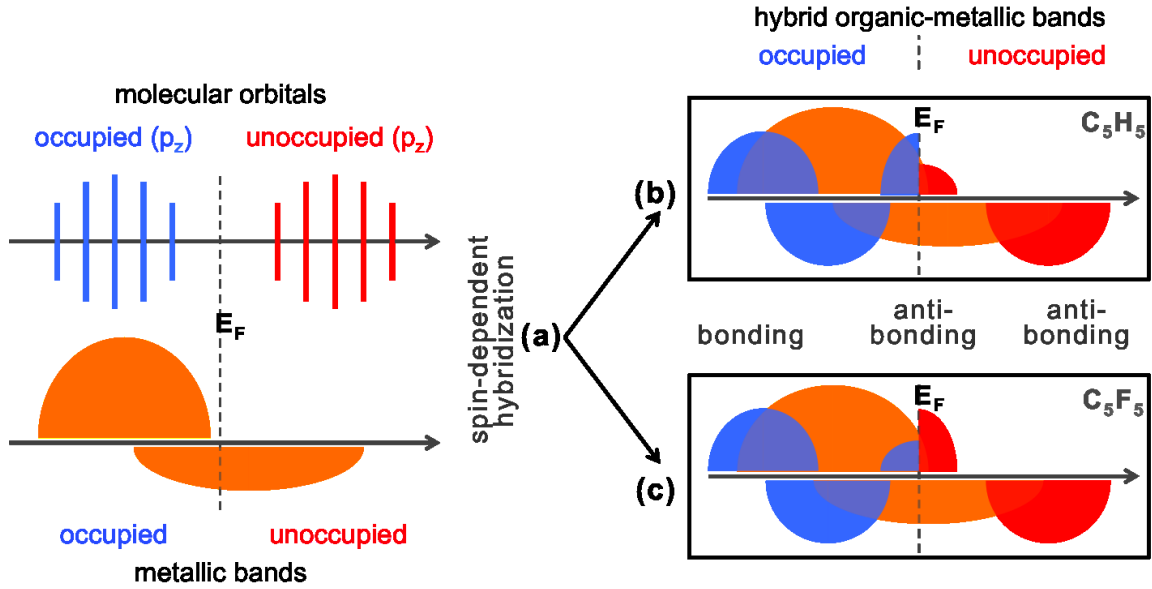 hybrid organic-metallic bands
occupied
unoccupied
molecular orbitals
occupied (pz)
unoccupied (pz)
EF
occupied
unoccupied
metallic bands
spin-dependent
hybridization
(a)
(b)
EF
C5H5
bonding
anti-
bonding
anti-
bonding
(c)
EF
C5F5